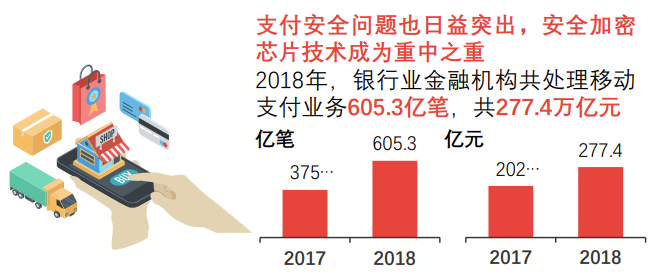 支付安全问题也日益突出，安全加密
芯片技术成为重中之重
2018年，银行业金融机构共处理移动
支付业务605.3亿笔，共277.4万亿元
亿笔
605.3
375…
2017
2018
亿元
277.4
202…
2017
2018
SHOP
BUY